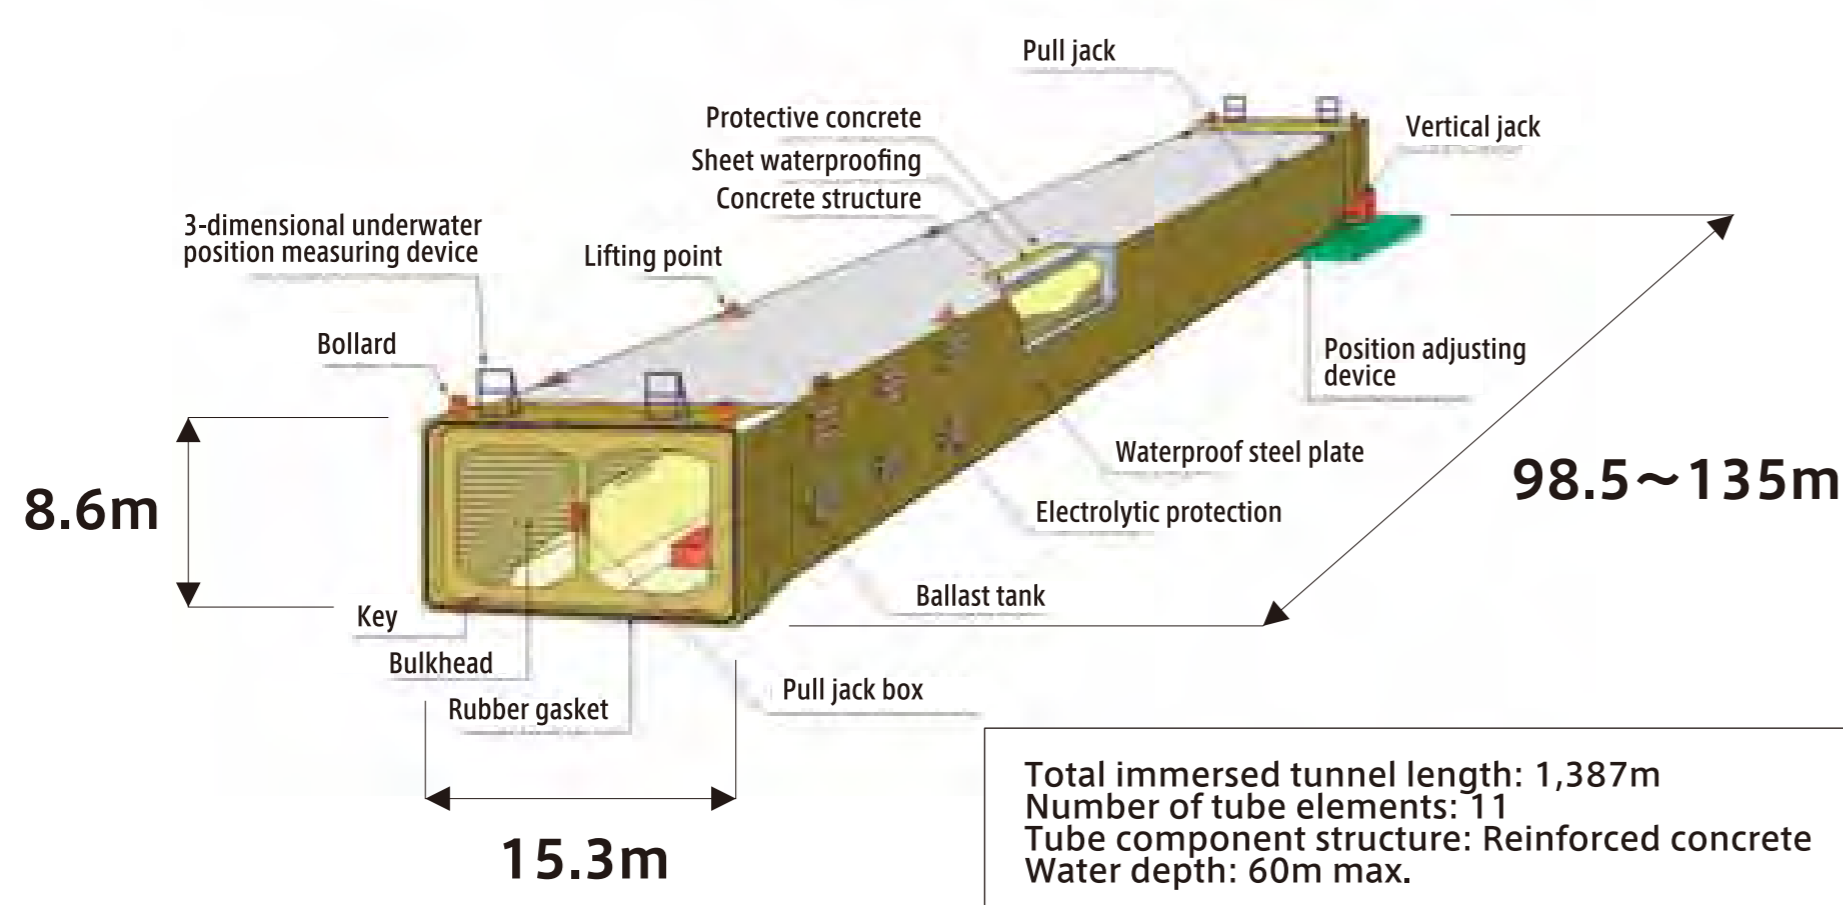 Pull jack
Protective concrete
Vertical jack
Sheet waterproofing
Concrete structure
3-dimensional underwater
position measuring device
Lifting point
Bollard
Position adjusting
device
Waterproof steel plate
98.5～135m
8.6m
Electrolytic protection
Ballast tank
Key
Bulkhead
Pull jack box
Rubber gasket
15.3m
Total immersed tunnel length: 1,387m
Number of tube elements: 11
Tube component structure: Reinforced concrete
Water depth: 60m max.